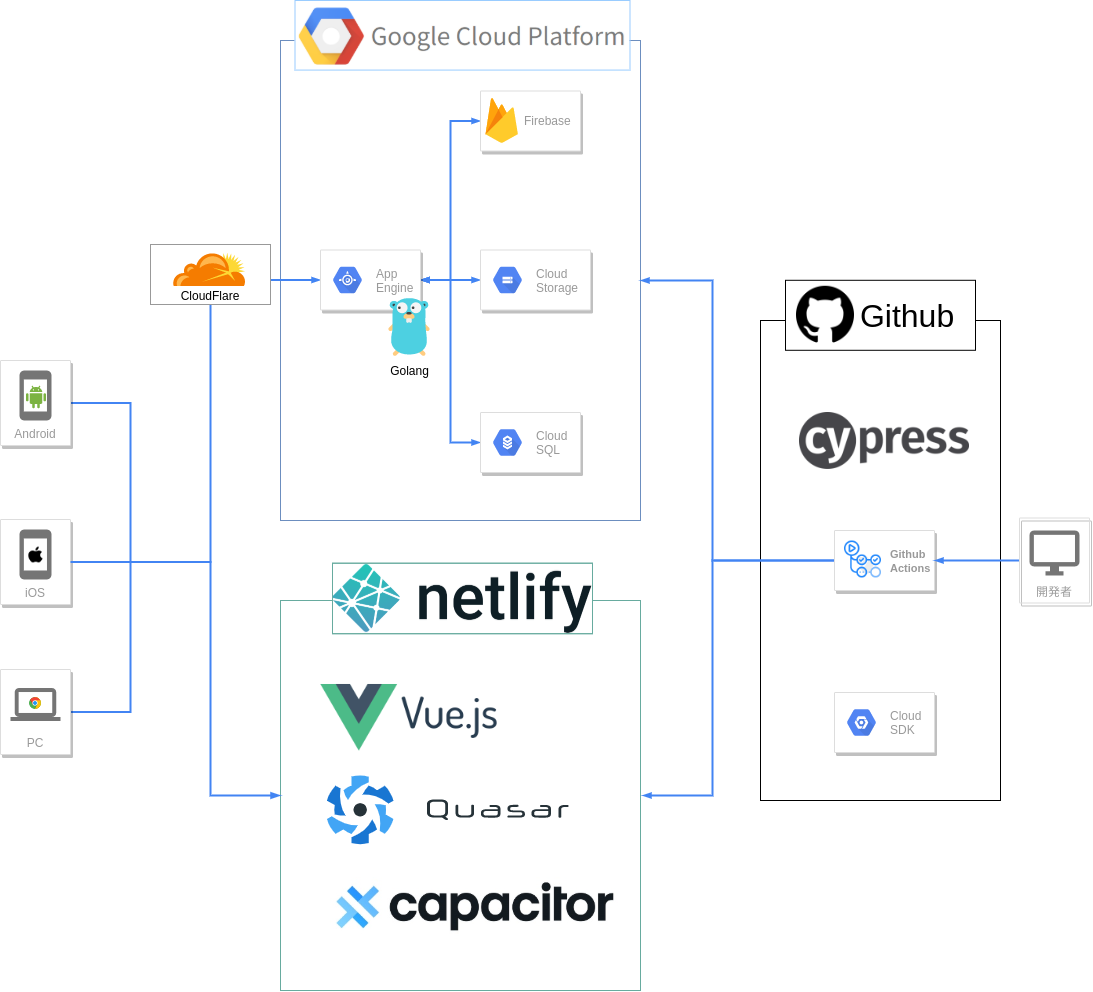 Google Cloud Platform
Firebase
CloudFlare
App
Engine
Cloud
Storage
Golang
Cloud
SQL
Android
iOS
PC
netlify
Vue.js
Quasar
capacitor
Github
cypress
Github
Actions
開発者
Cloud
SDK